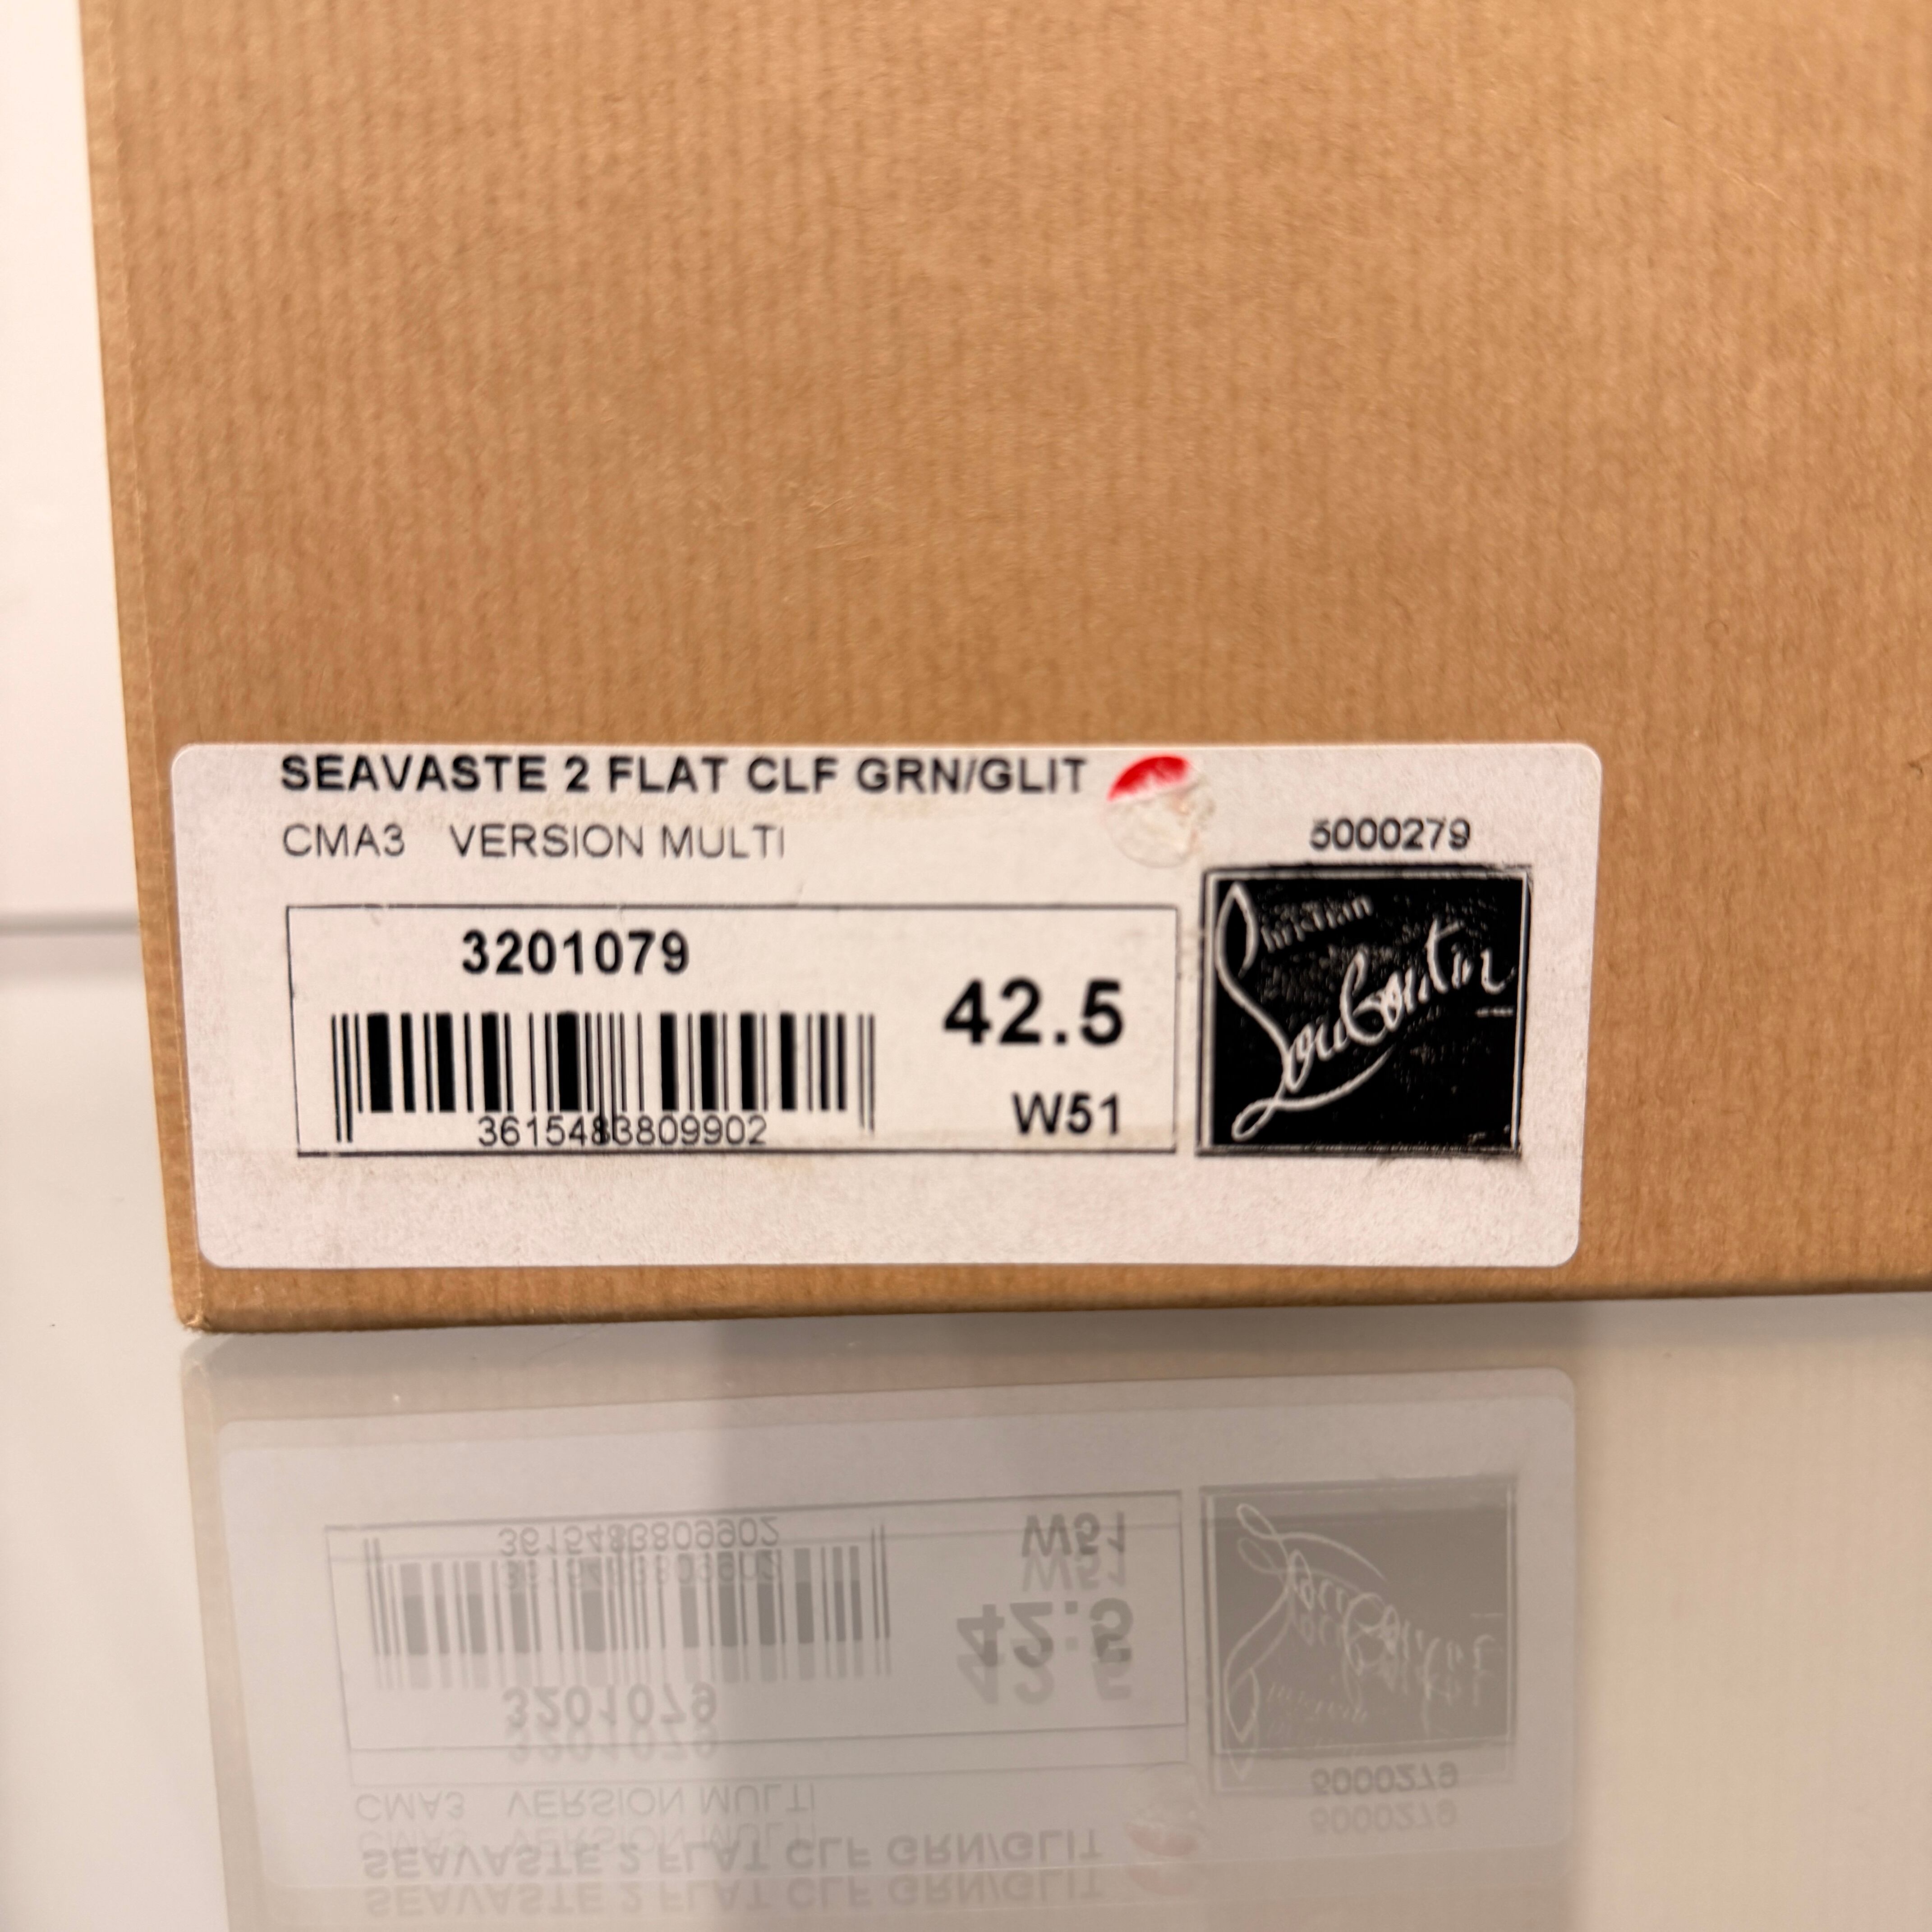 SEAVASTE 2 FLAT CLF GRN/GLIT
CMA3 VERSION MULTI
5000279
3201079
42.5
3615483809902
W51
Christian
Louboutin